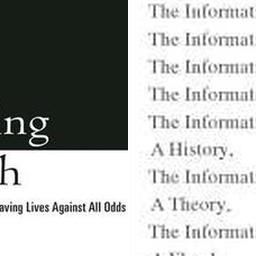 ing
h
aving Lives Against All Odds
The Informat
The Informat
The Informat
The Informat
The Informat
A History,
The Informat
A Theory,
The Informat